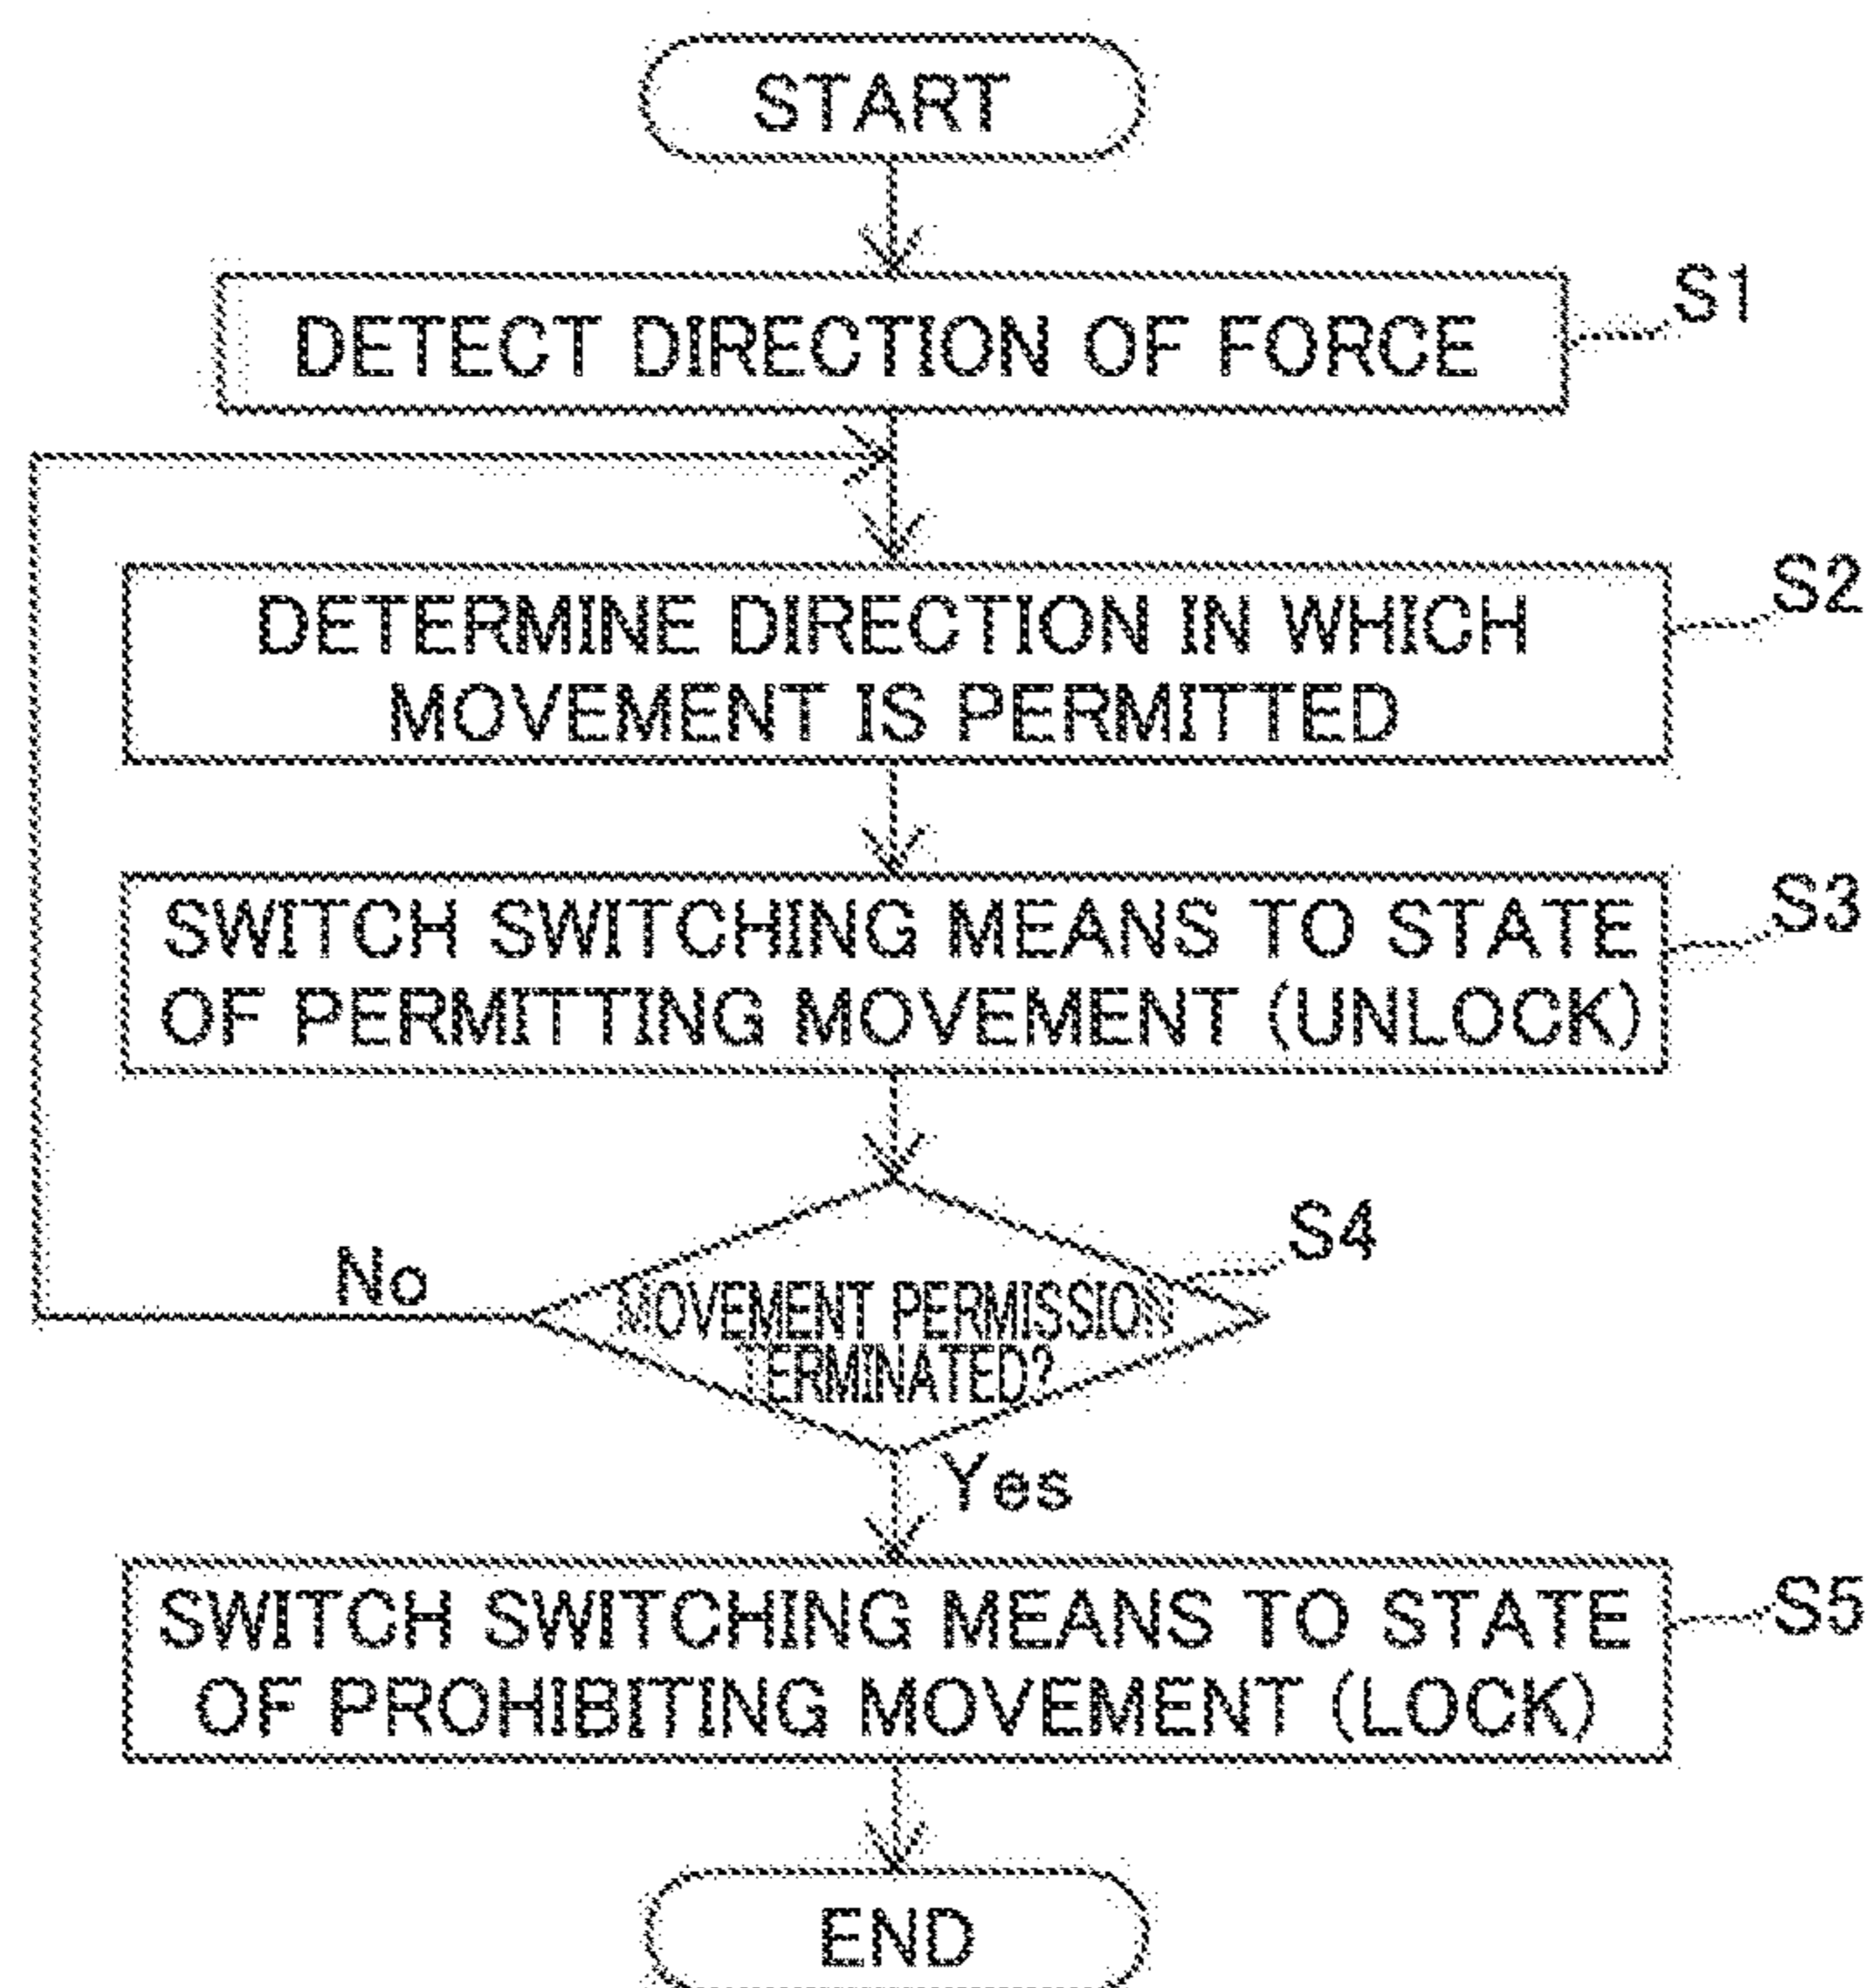 START
DETECT DIRECTION OF FORCE
S1
DETERMINE DIRECTION IN WHICH
MOVEMENT IS PERMITTED
S2
SWITCH SWITCHING MEANS TO STATE
OF PERMITTING MOVEMENT (UNLOCK)
S3
MOVEMENT PERMISSION
TERMINATED?
S4
No
Yes
SWITCH SWITCHING MEANS TO STATE
OF PROHIBITING MOVEMENT (LOCK)
S5
END